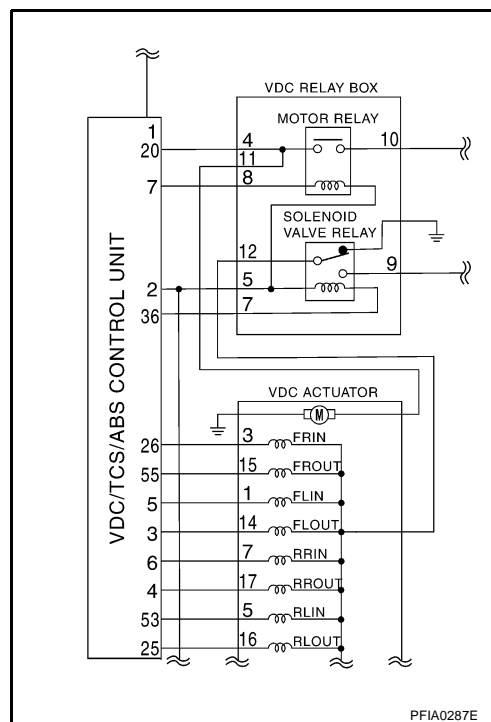 VDC RELAY BOX
MOTOR RELAY
1
20 4 10
11
7 8
SOLENOID
VALVE RELAY
12
9
2 5
36 7
VDC/TCS/ABS CONTROL UNIT
VDC ACTUATOR
M
26 3 FRIN
55 15 FROUT
5 1 FLIN
3 14 FLOUT
6 7 RRIN
4 17 RROUT
53 5 RLIN
25 16 RLOUT
PFIA0287E